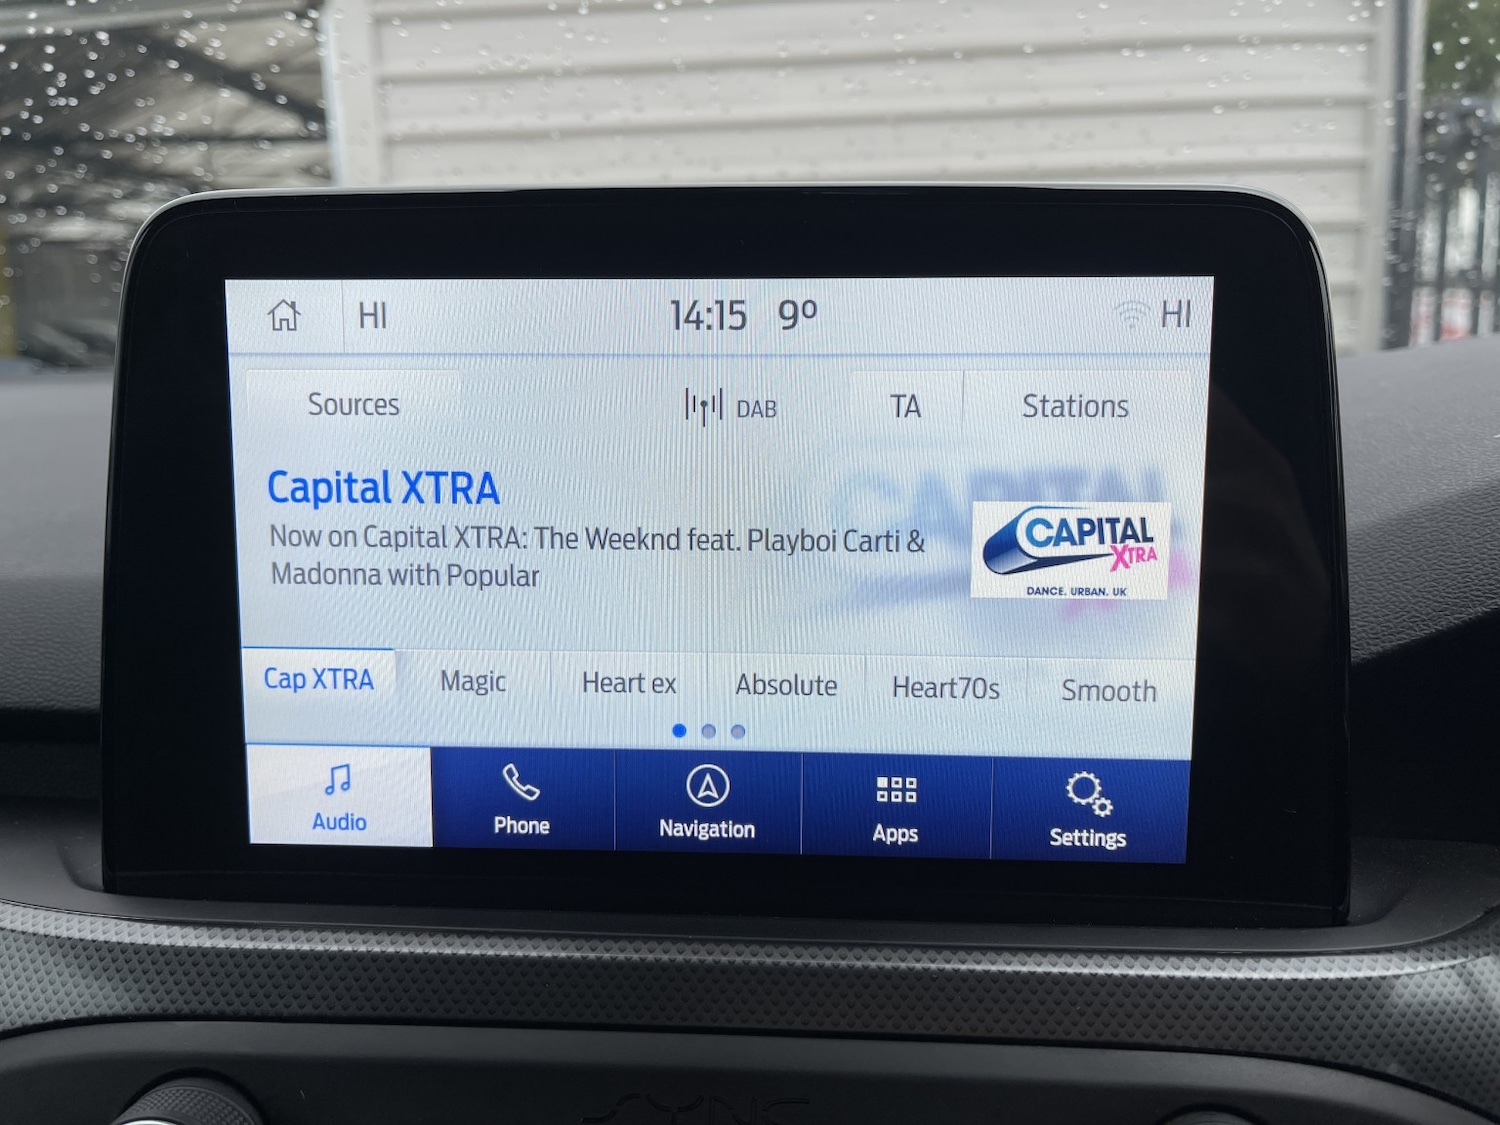 HI 14:15 9º HI
Sources DAB TA Stations
Capital XTRA
Now on Capital XTRA: The Weeknd feat. Playboi Carti &
Madonna with Popular
CAPITAL
XTRA
DANCE. URBAN. UK
Cap XTRA Magic Heart ex Absolute Heart70s Smooth
Audio Phone Navigation Apps Settings
SYNC